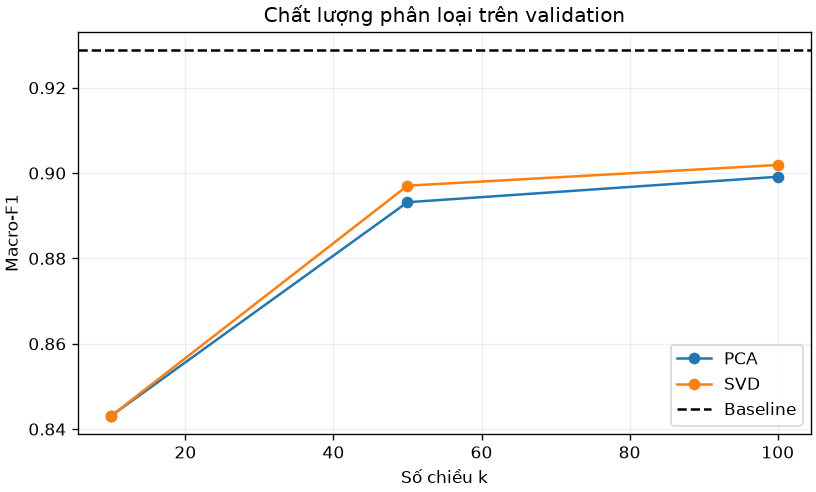 Chất lượng phân loại trên validation
Macro-F1
0.92
0.90
0.88
0.86
0.84
20
40
60
80
100
Số chiều k
PCA
SVD
Baseline